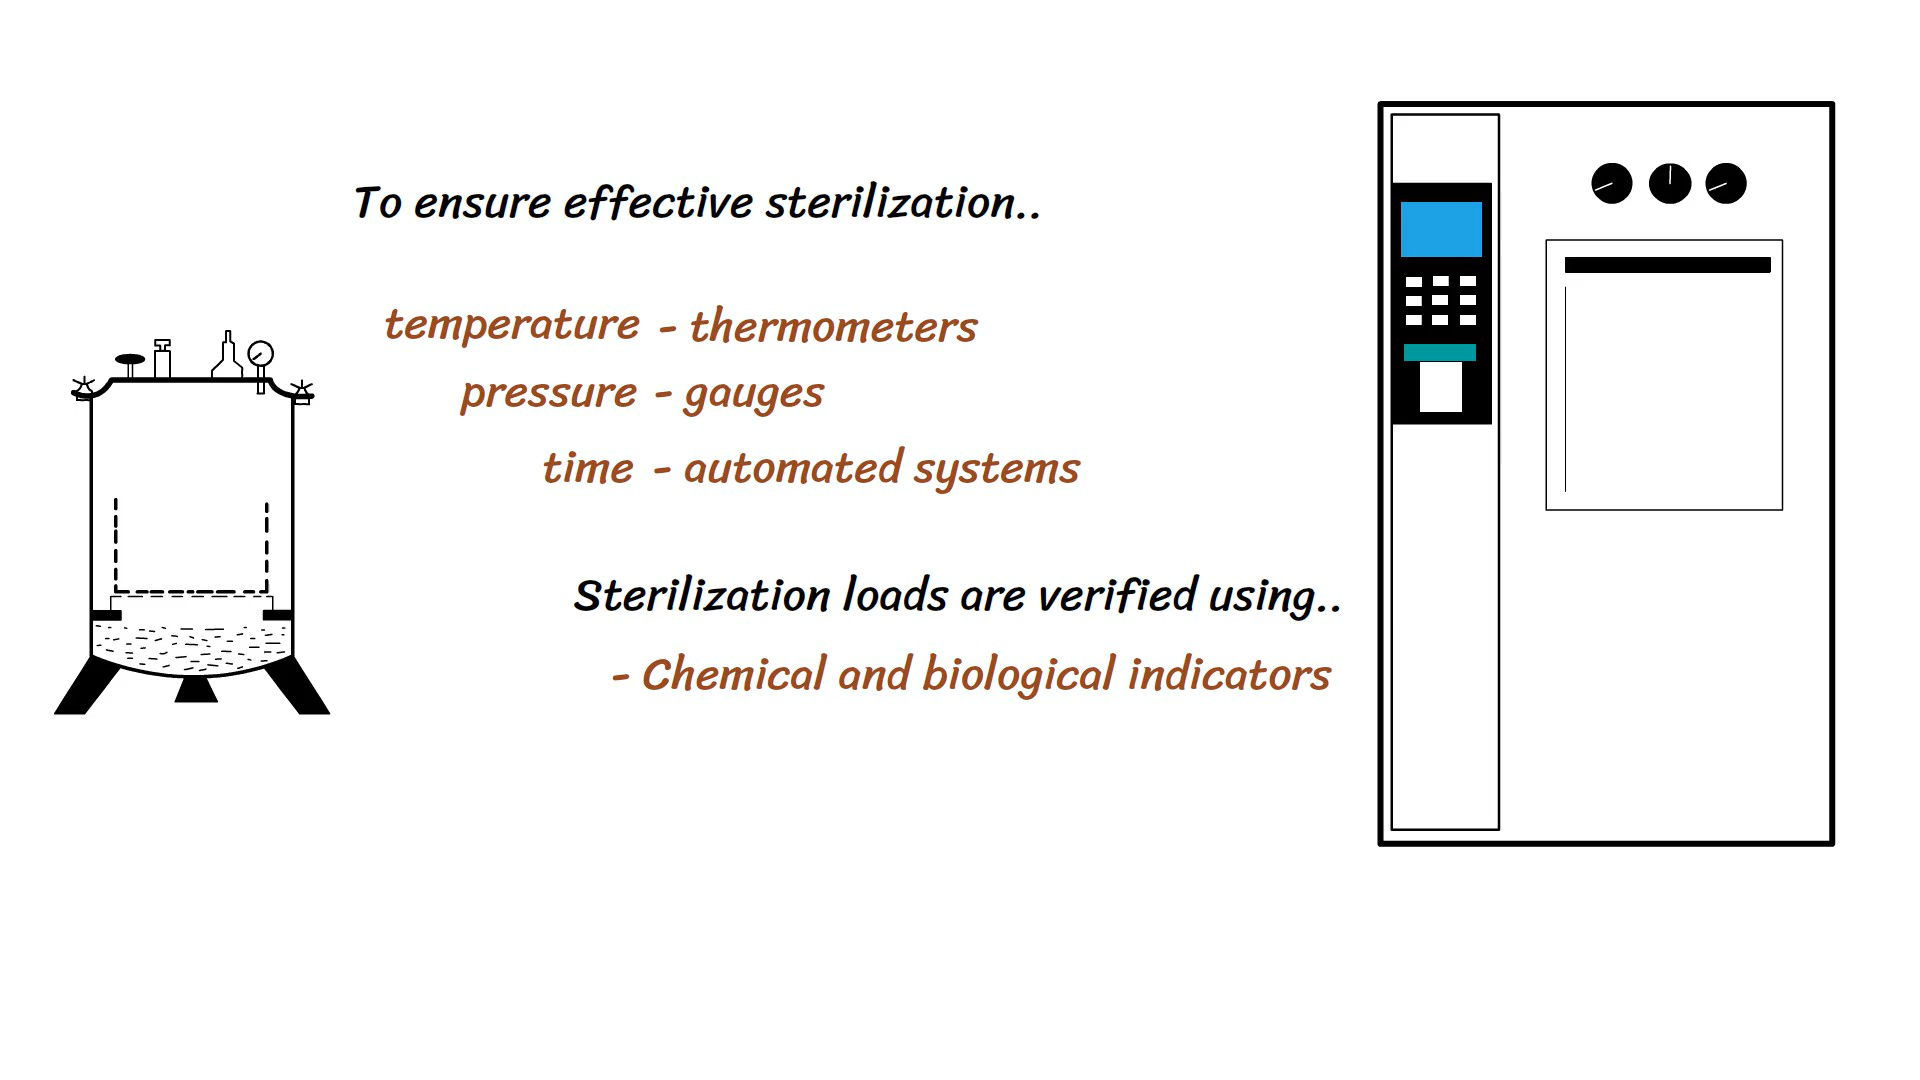 To ensure effective sterilization..
temperature - thermometers
pressure - gauges
time - automated systems
Sterilization loads are verified using..
- Chemical and biological indicators